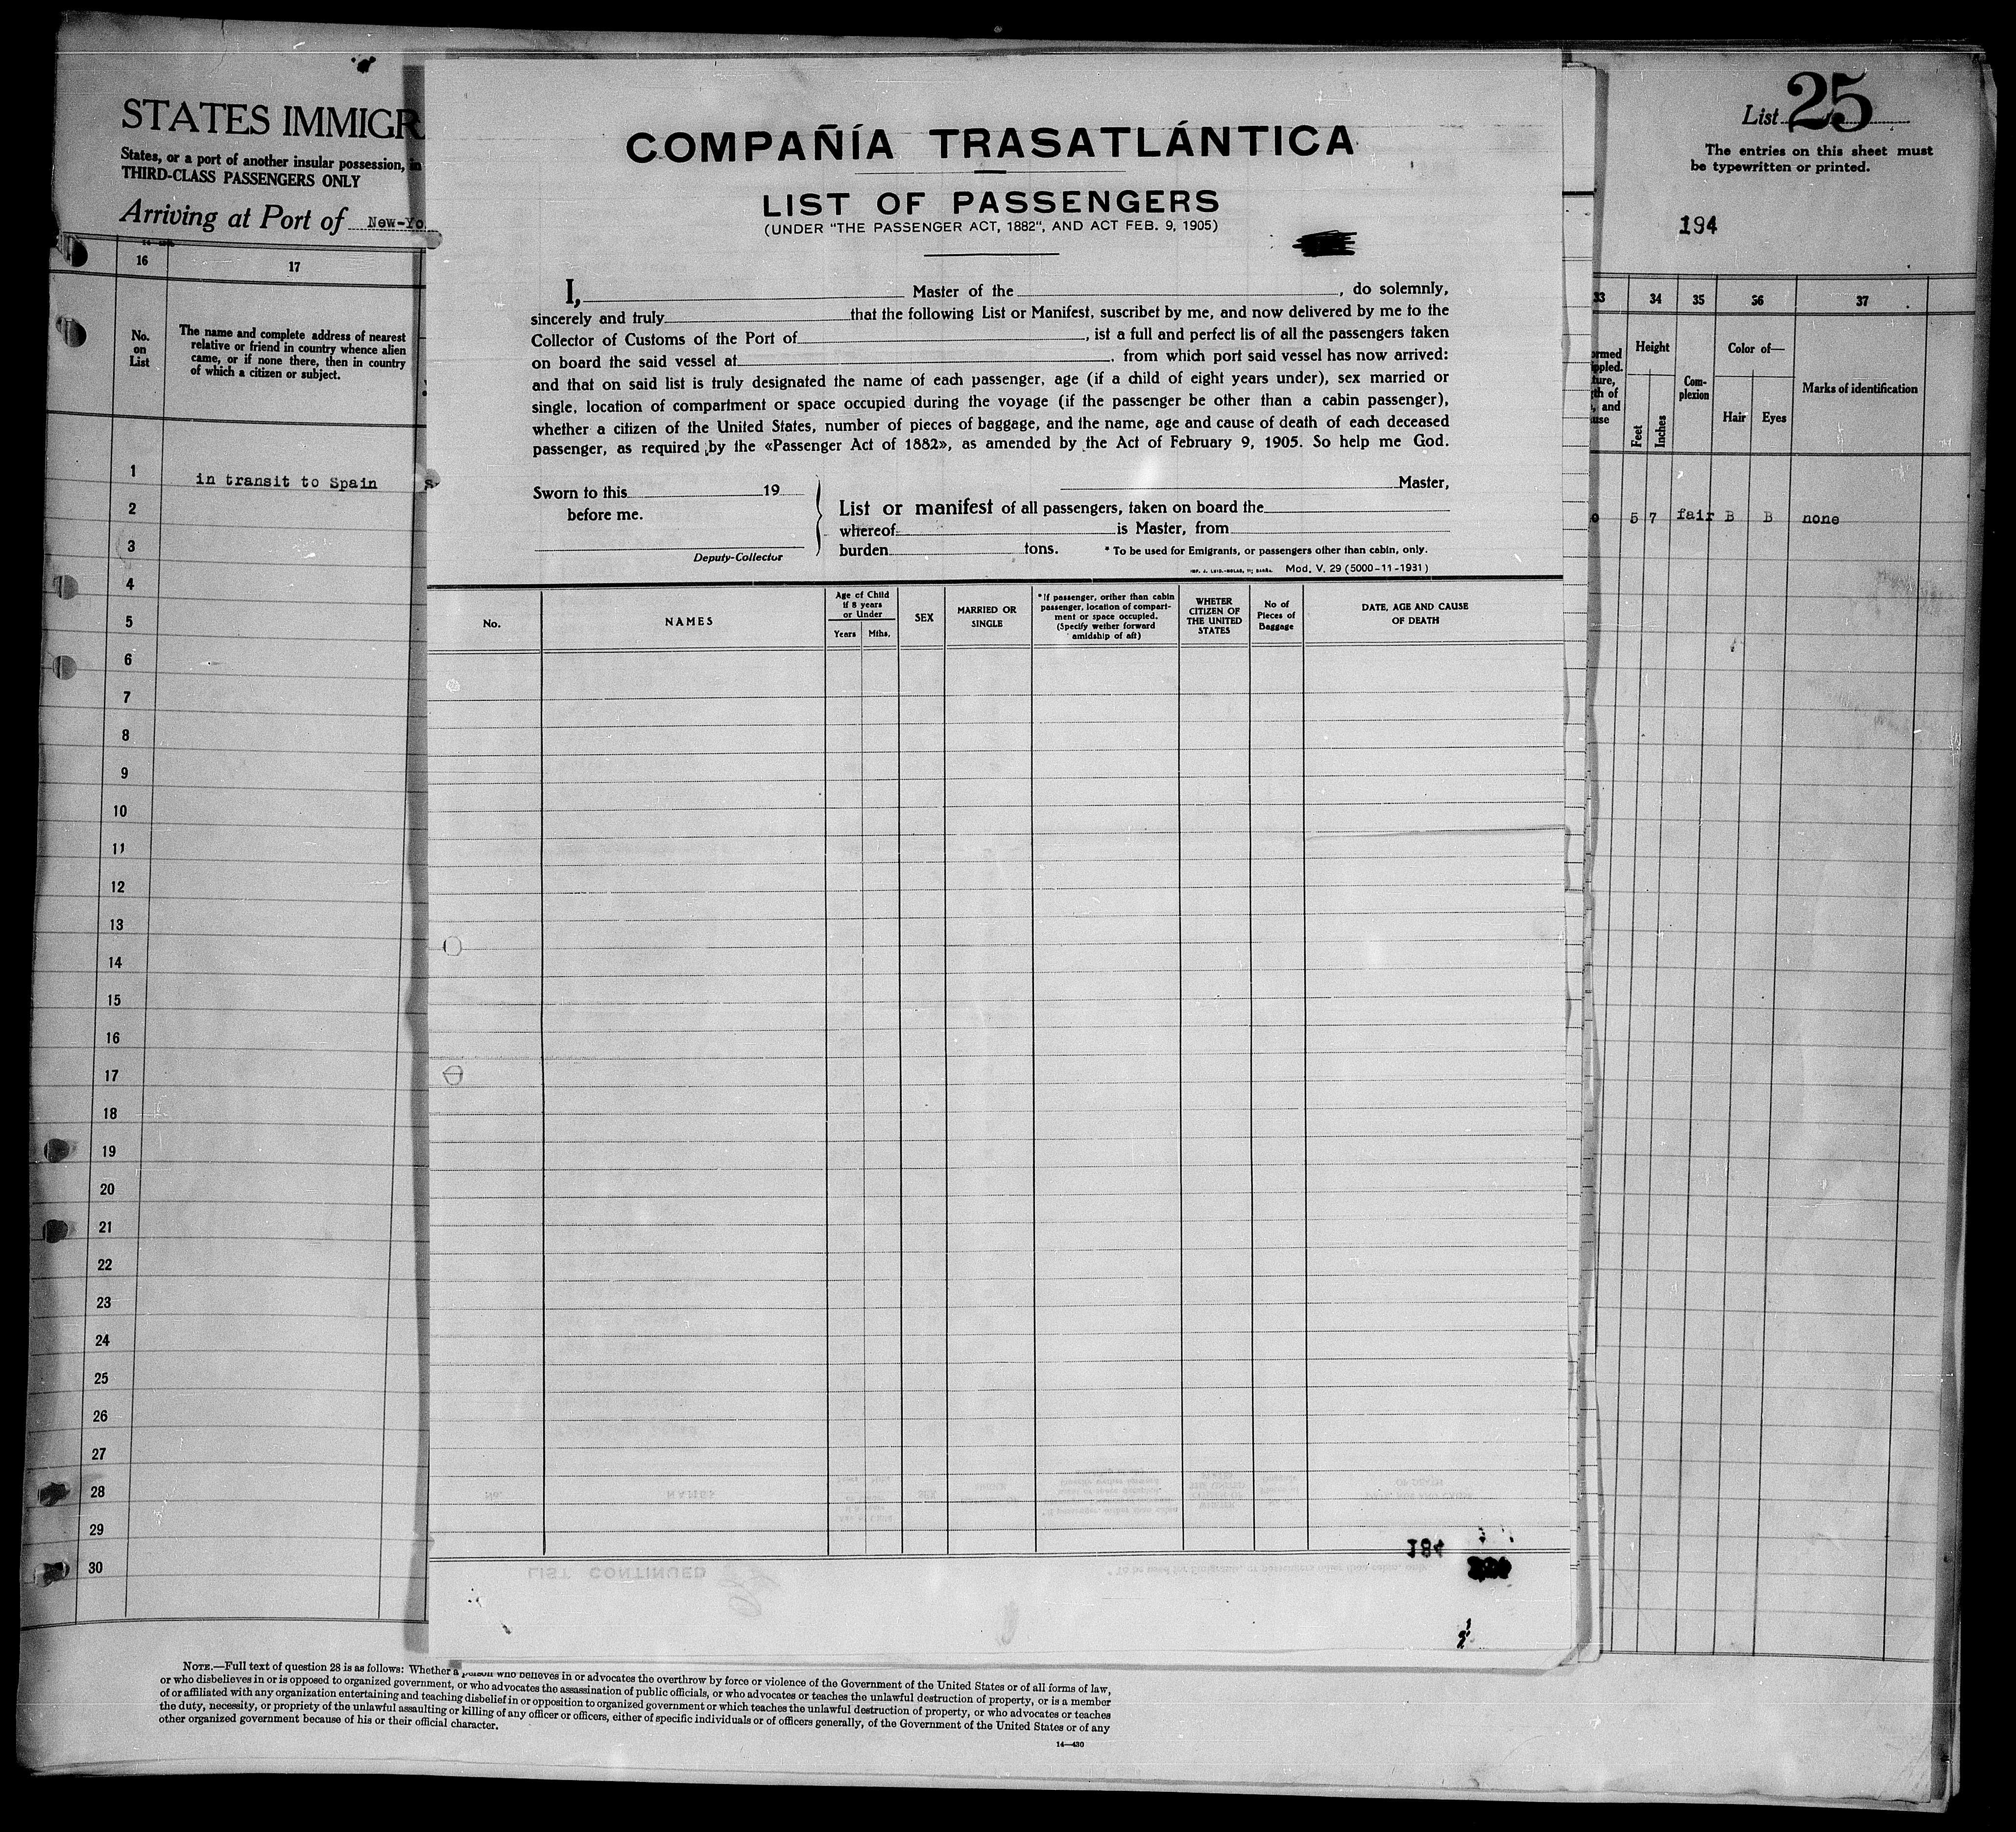 STATES IMMIGR
States, or a port of another insular possession, in
THIRD-CLASS PASSENGERS ONLY
Arriving at Port of New-Yo
16
17
No.
on
List
The name and complete address of nearest
relative or friend in country whence alien
came, or if none there, then in country
of which a citizen or subject.
1 in transit to Spain
2
3
4
5
6
7
8
9
10
11
12
13
14
15
16
17
18
19
20
21
22
23
24
25
26
27
28
29
30
COMPAÑÍA TRASATLÁNTICA
LIST OF PASSENGERS
(UNDER "THE PASSENGER ACT, 1882", AND ACT FEB. 9, 1905)
I, Master of the , do solemnly,
sincerely and truly that the following List or Manifest, suscribet by me, and now delivered by me to the
Collector of Customs of the Port of , ist a full and perfect lis of all the passengers taken
on board the said vessel at , from which port said vessel has now arrived:
and that on said list is truly designated the name of each passenger, age (if a child of eight years under), sex married or
single, location of compartment or space occupied during the voyage (if the passenger be other than a cabin passenger),
whether a citizen of the United States, number of pieces of baggage, and the name, age and cause of death of each deceased
passenger, as required by the «Passenger Act of 1882», as amended by the Act of February 9, 1905. So help me God.
Sworn to this 19
before me.
Deputy-Collector
Master,
List or manifest of all passengers, taken on board the
whereof is Master, from
burden tons.
* To be used for Emigrants, or passengers other than cabin, only.
Mod. V. 29 (5000-11-1931)
No.
NAMES
Age of Child
if 8 years
or Under
Years Mths.
SEX
MARRIED OR
SINGLE
* If passenger, orither than cabin
passenger, location of compart-
ment or space occupied.
(Specify wether forward
amidship of aft)
WHETER
CITIZEN OF
THE UNITED
STATES
No of
Pieces of
Baggage
DATE, AGE AND CAUSE
OF DEATH
184
LIST CONTINUED
List 25
The entries on this sheet must
be typewritten or printed.
194
33
34
35
36
37
ormed
ppled.
ture,
th of
, and
use
Height
Feet
Inches
Com-
plexion
Color of—
Hair
Eyes
Marks of identification
o 5 7 fair B B none
NOTE.—Full text of question 28 is as follows: Whether a person who believes in or advocates the overthrow by force or violence of the Government of the United States or of all forms of law,
or who disbelieves in or is opposed to organized government, or who advocates the assassination of public officials, or who advocates or teaches the unlawful destruction of property, or is a member
of or affiliated with any organization entertaining and teaching disbelief in or opposition to organized government or which teaches the unlawful destruction of property, or who advocates or teaches
the duty, necessity, or propriety of the unlawful assaulting or killing of any officer or officers, either of specific individuals or of officers generally, of the Government of the United States or of any
other organized government because of his or their official character.
14—430